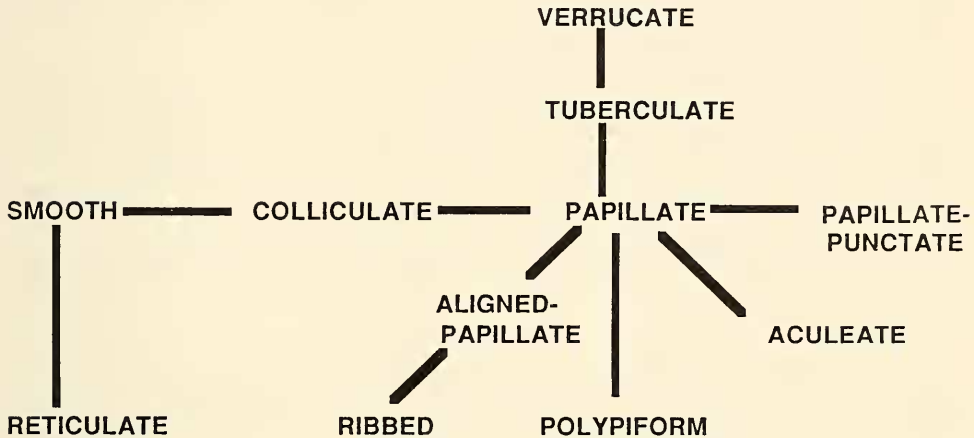 VERRUCATE
TUBERCULATE
SMOOTH
COLLICULATE
PAPILLATE
PAPILLATE-
PUNCTATE
ALIGNED-
PAPILLATE
ACULEATE
RETICULATE
RIBBED
POLYPIFORM